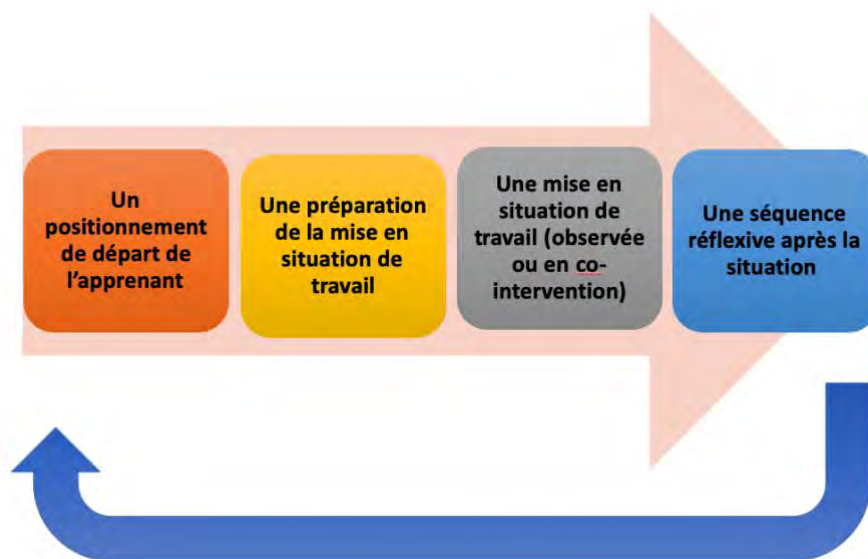 Un
positionnement
de départ de
l'apprenant
Une préparation
de la mise en
situation de
travail
Une mise en
situation de
travail (observée
ou en co-
intervention)
Une séquence
réflexive après la
situation